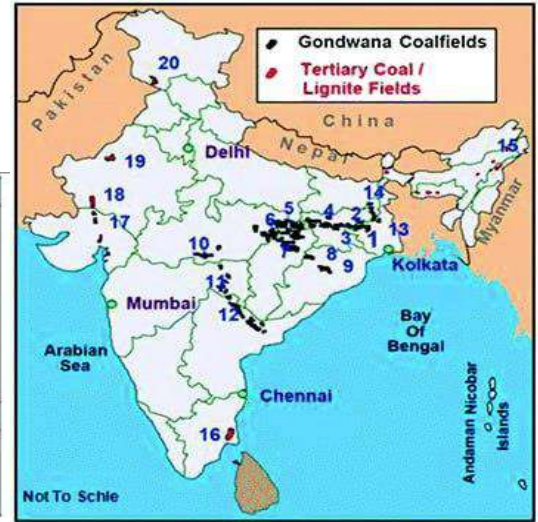 20
Gondwana Coalfields
Tertiary Coal /
Lignite Fields
Pakistan
China
Nepal
Delhi
15
19
18
17
14
5
4
2
6
13
3
1
7
8
9
10
Kolkata
11
12
Mumbai
Myanmar
Bay
Of
Bengal
Arabian
Sea
Chennai
16
Andaman Nicobar
Islands
Not To Schle